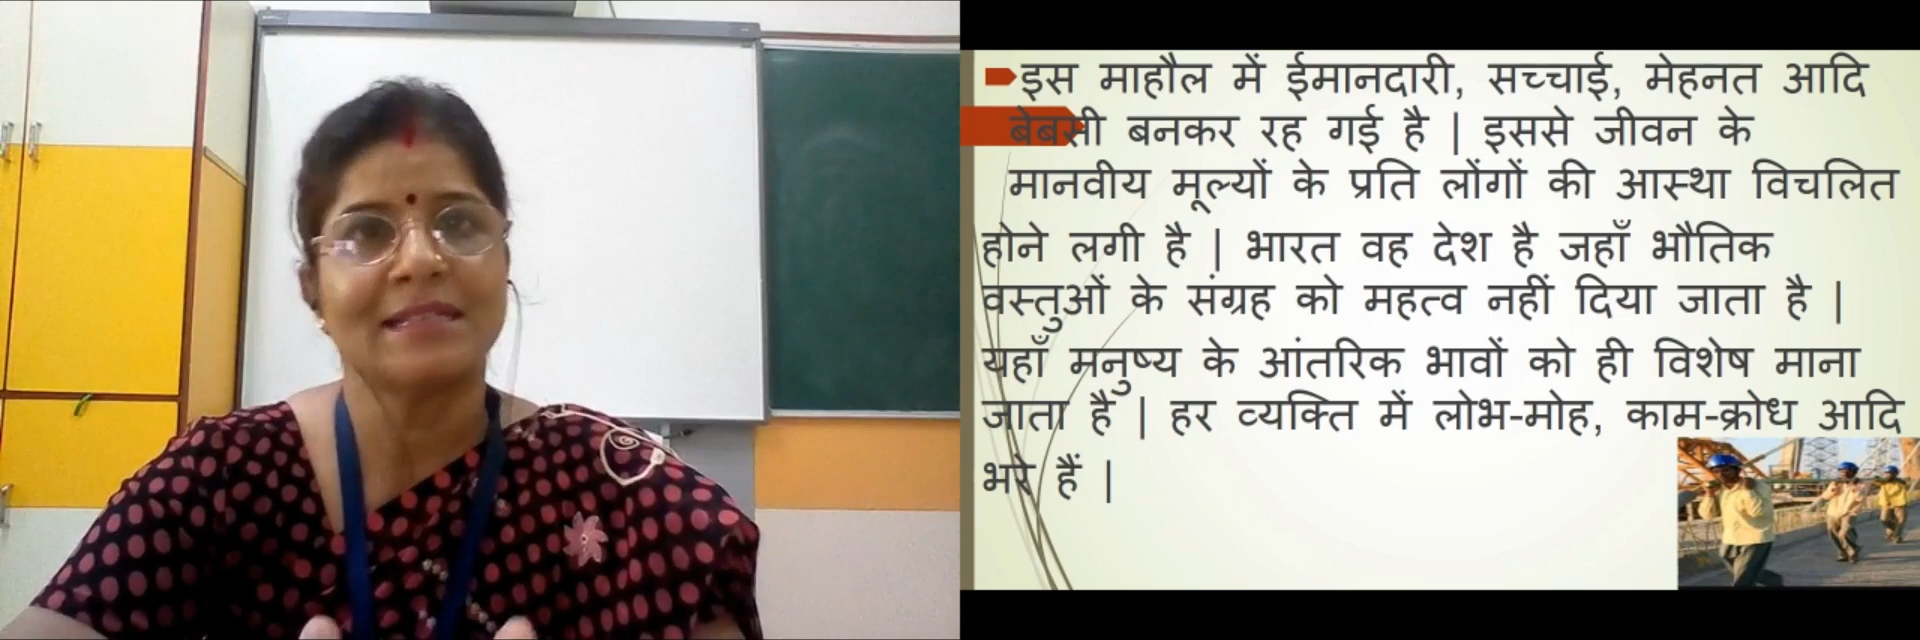 इस माहौल में ईमानदारी, सच्चाई, मेहनत आदि
बेबसी बनकर रह गई है | इससे जीवन के
मानवीय मूल्यों के प्रति लोंगों की आस्था विचलित
होने लगी है | भारत वह देश है जहाँ भौतिक
वस्तुओं के संग्रह को महत्व नहीं दिया जाता है |
यहाँ मनुष्य के आंतरिक भावों को ही विशेष माना
जाता है | हर व्यक्ति में लोभ-मोह, काम-क्रोध आदि
भरे हैं |